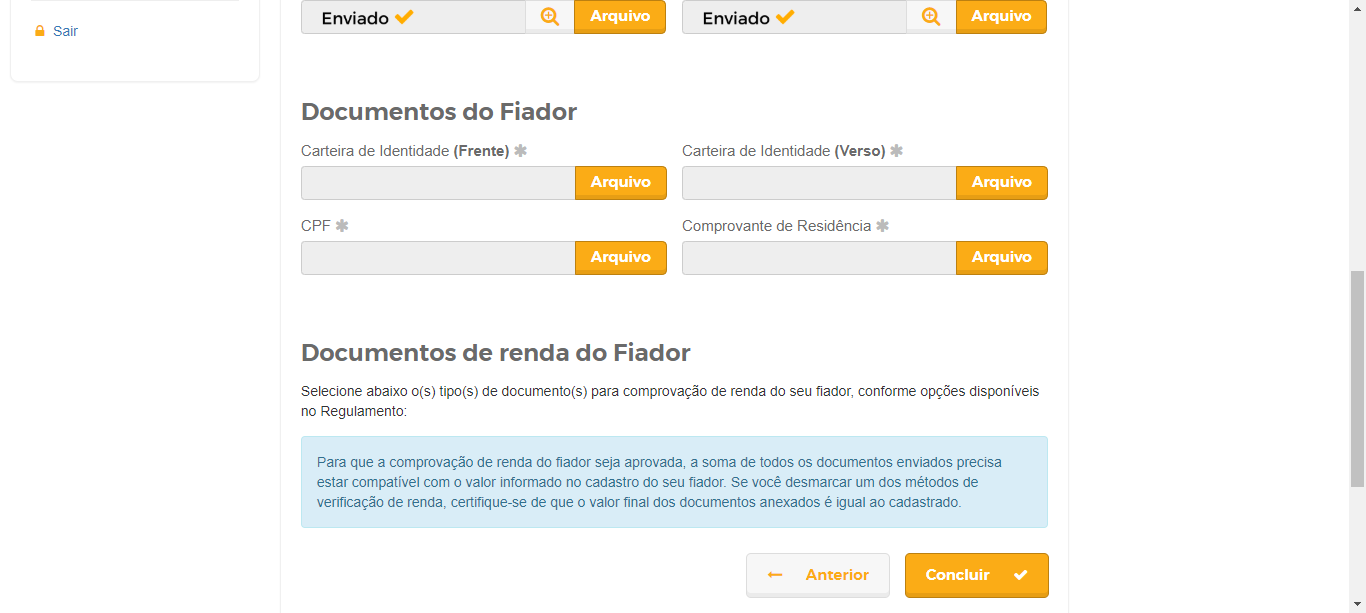 Sair
Enviado Arquivo Enviado Arquivo
Documentos do Fiador
Carteira de Identidade (Frente) ✱ Carteira de Identidade (Verso) ✱
Arquivo Arquivo
CPF ✱ Comprovante de Residência ✱
Arquivo Arquivo
Documentos de renda do Fiador
Selecione abaixo o(s) tipo(s) de documento(s) para comprovação de renda do seu fiador, conforme opções disponíveis
no Regulamento:
Para que a comprovação de renda do fiador seja aprovada, a soma de todos os documentos enviados precisa
estar compatível com o valor informado no cadastro do seu fiador. Se você desmarcar um dos métodos de
verificação de renda, certifique-se de que o valor final dos documentos anexados é igual ao cadastrado.
← Anterior Concluir ✓